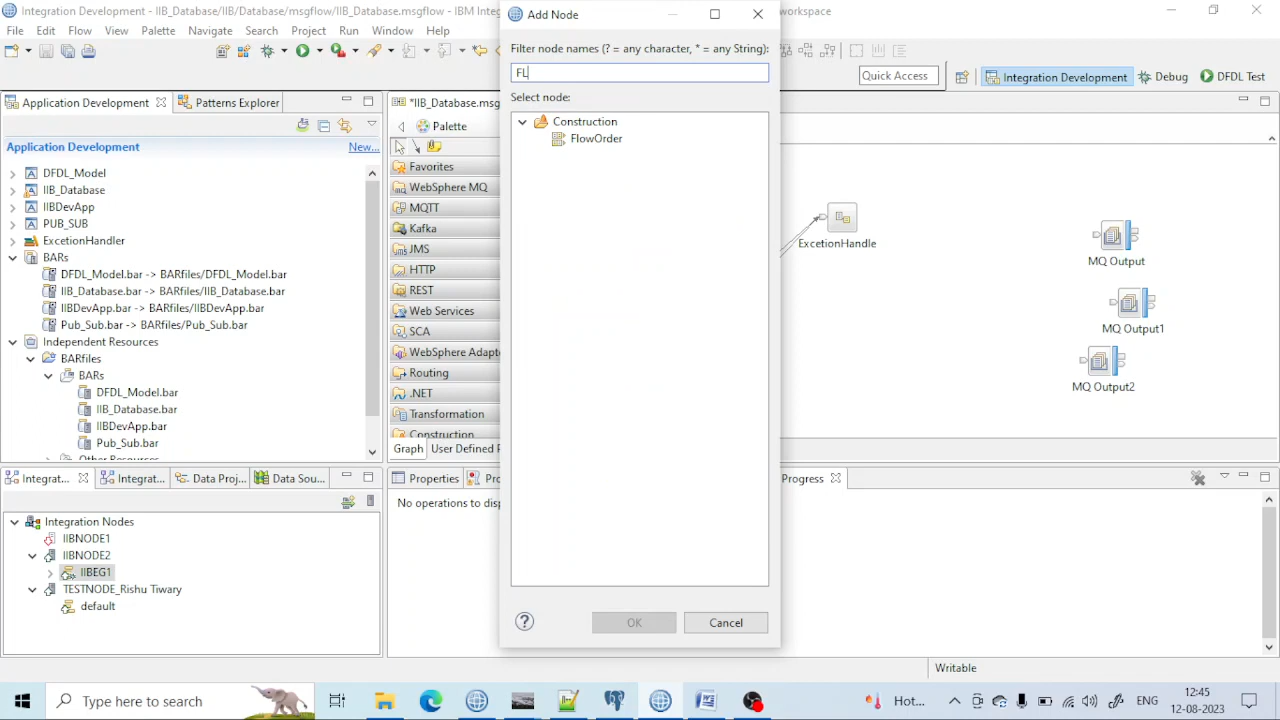 Integration Development - IIB_Database/IIB/Database/msgflow/IIB_Database.msgflow - IBM Inte
Add Node
workspace
File Edit Flow View Palette Navigate Search Project Run Window Help
Quick Access
Integration Development
Debug
DFDL Test
Application Development
Patterns Explorer
Application Development
New...
DFDL_Model
IIB_Database
IIBDevApp
PUB_SUB
ExcetionHandler
BARs
DFDL_Model.bar -> BARfiles/DFDL_Model.bar
IIB_Database.bar -> BARfiles/IIB_Database.bar
IIBDevApp.bar -> BARfiles/IIBDevApp.bar
Pub_Sub.bar -> BARfiles/Pub_Sub.bar
Independent Resources
BARfiles
BARs
DFDL_Model.bar
IIB_Database.bar
IIBDevApp.bar
Pub_Sub.bar
Other Resources
*IIB_Database.msg
Palette
Favorites
WebSphere MQ
MQTT
Kafka
JMS
HTTP
REST
Web Services
SCA
WebSphere Adapt
Routing
.NET
Transformation
Construction
Graph
User Defined P
Filter node names (? = any character, * = any String):
FL
Select node:
Construction
FlowOrder
OK
Cancel
ExcetionHandle
MQ Output
MQ Output1
MQ Output2
Integrat...
Integrat...
Data Proj...
Data Sou...
Integration Nodes
IIBNODE1
IIBNODE2
IIBEG1
TESTNODE_Rishu Tiwary
default
Properties
Pro
Progress
No operations to disp
Writable
Type here to search
Hot...
ENG
12:45
12-08-2023